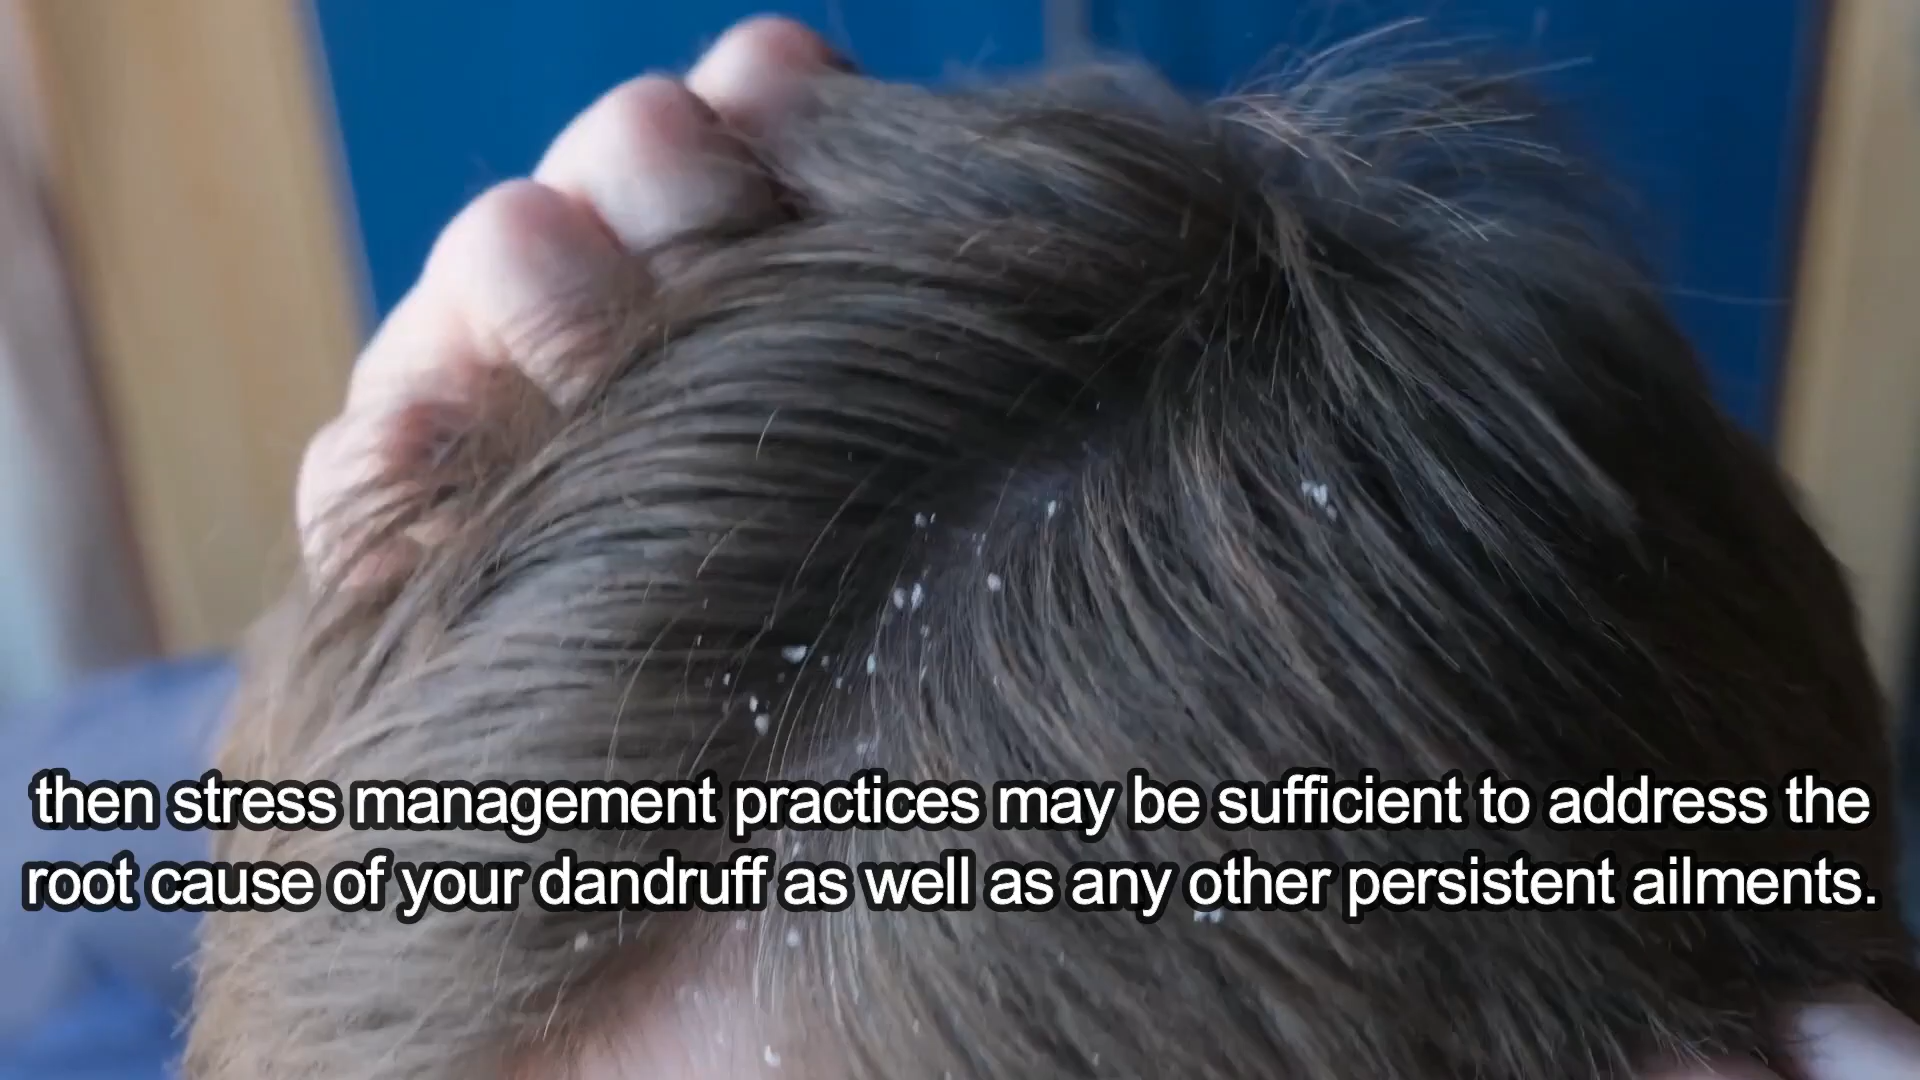 then stress management practices may be sufficient to address the
root cause of your dandruff as well as any other persistent ailments.